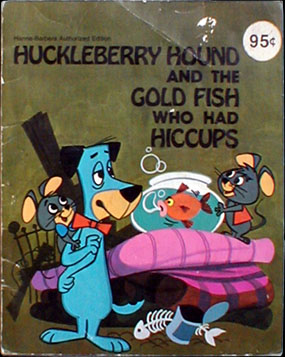 Hanna-Barbera Authorized Edition
95¢
HUCKLEBERRY HOUND
AND THE
GOLD FISH
WHO HAD
HICCUPS